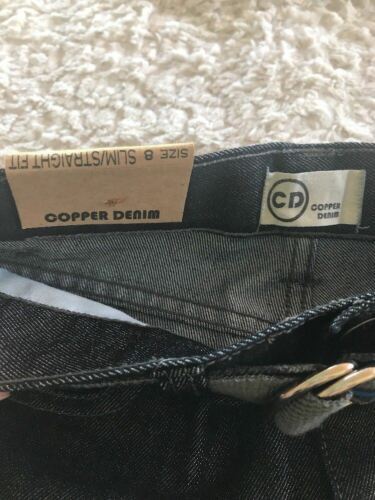 SIZE 8 SLIM/STRAIGHT FIT
COPPER DENIM
CD
COPPER
DENIM